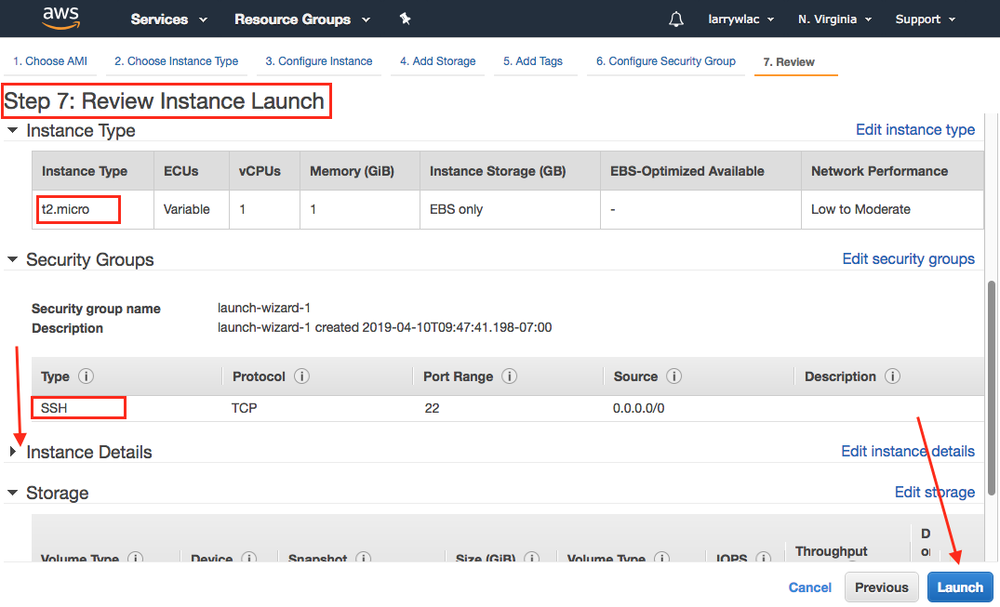 aws Services Resource Groups larrywlac N. Virginia Support
1. Choose AMI 2. Choose Instance Type 3. Configure Instance 4. Add Storage 5. Add Tags 6. Configure Security Group 7. Review
Step 7: Review Instance Launch
Instance Type Edit instance type
Instance Type ECUs vCPUs Memory (GiB) Instance Storage (GB) EBS-Optimized Available Network Performance
t2.micro Variable 1 1 EBS only - Low to Moderate
Security Groups Edit security groups
Security group name launch-wizard-1
Description launch-wizard-1 created 2019-04-10T09:47:41.198-07:00
Type i Protocol i Port Range i Source i Description i
SSH TCP 22 0.0.0.0/0
Instance Details Edit instance details
Storage Edit storage
Volume Type i Device i Snapshot i Size (GiB) i Volume Type i IOPS i Throughput
Cancel Previous Launch